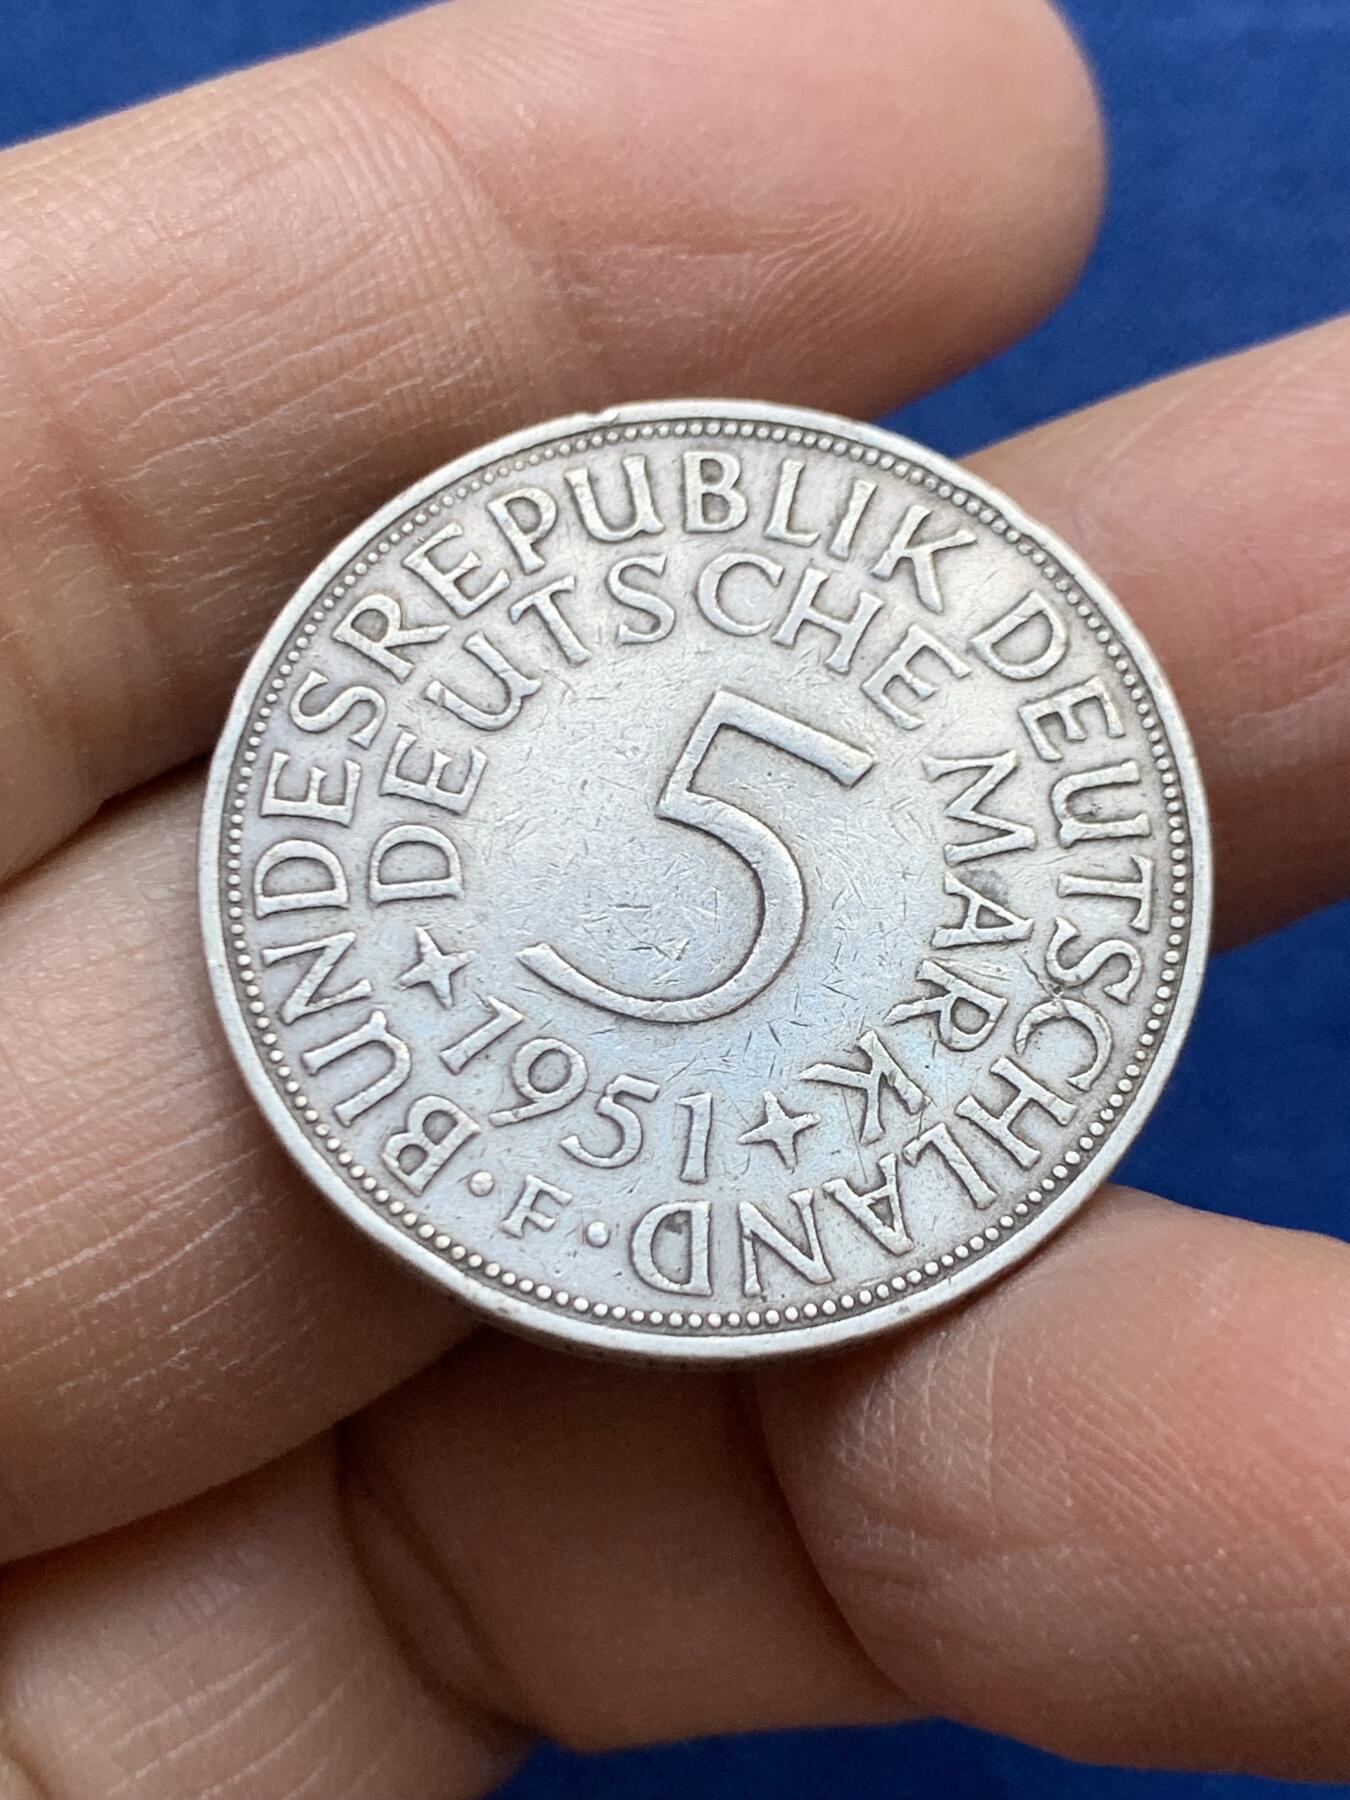 BUNDESREPUBLIK DEUTSCHLAND
DEUTSCHE MARK
5
1951
F